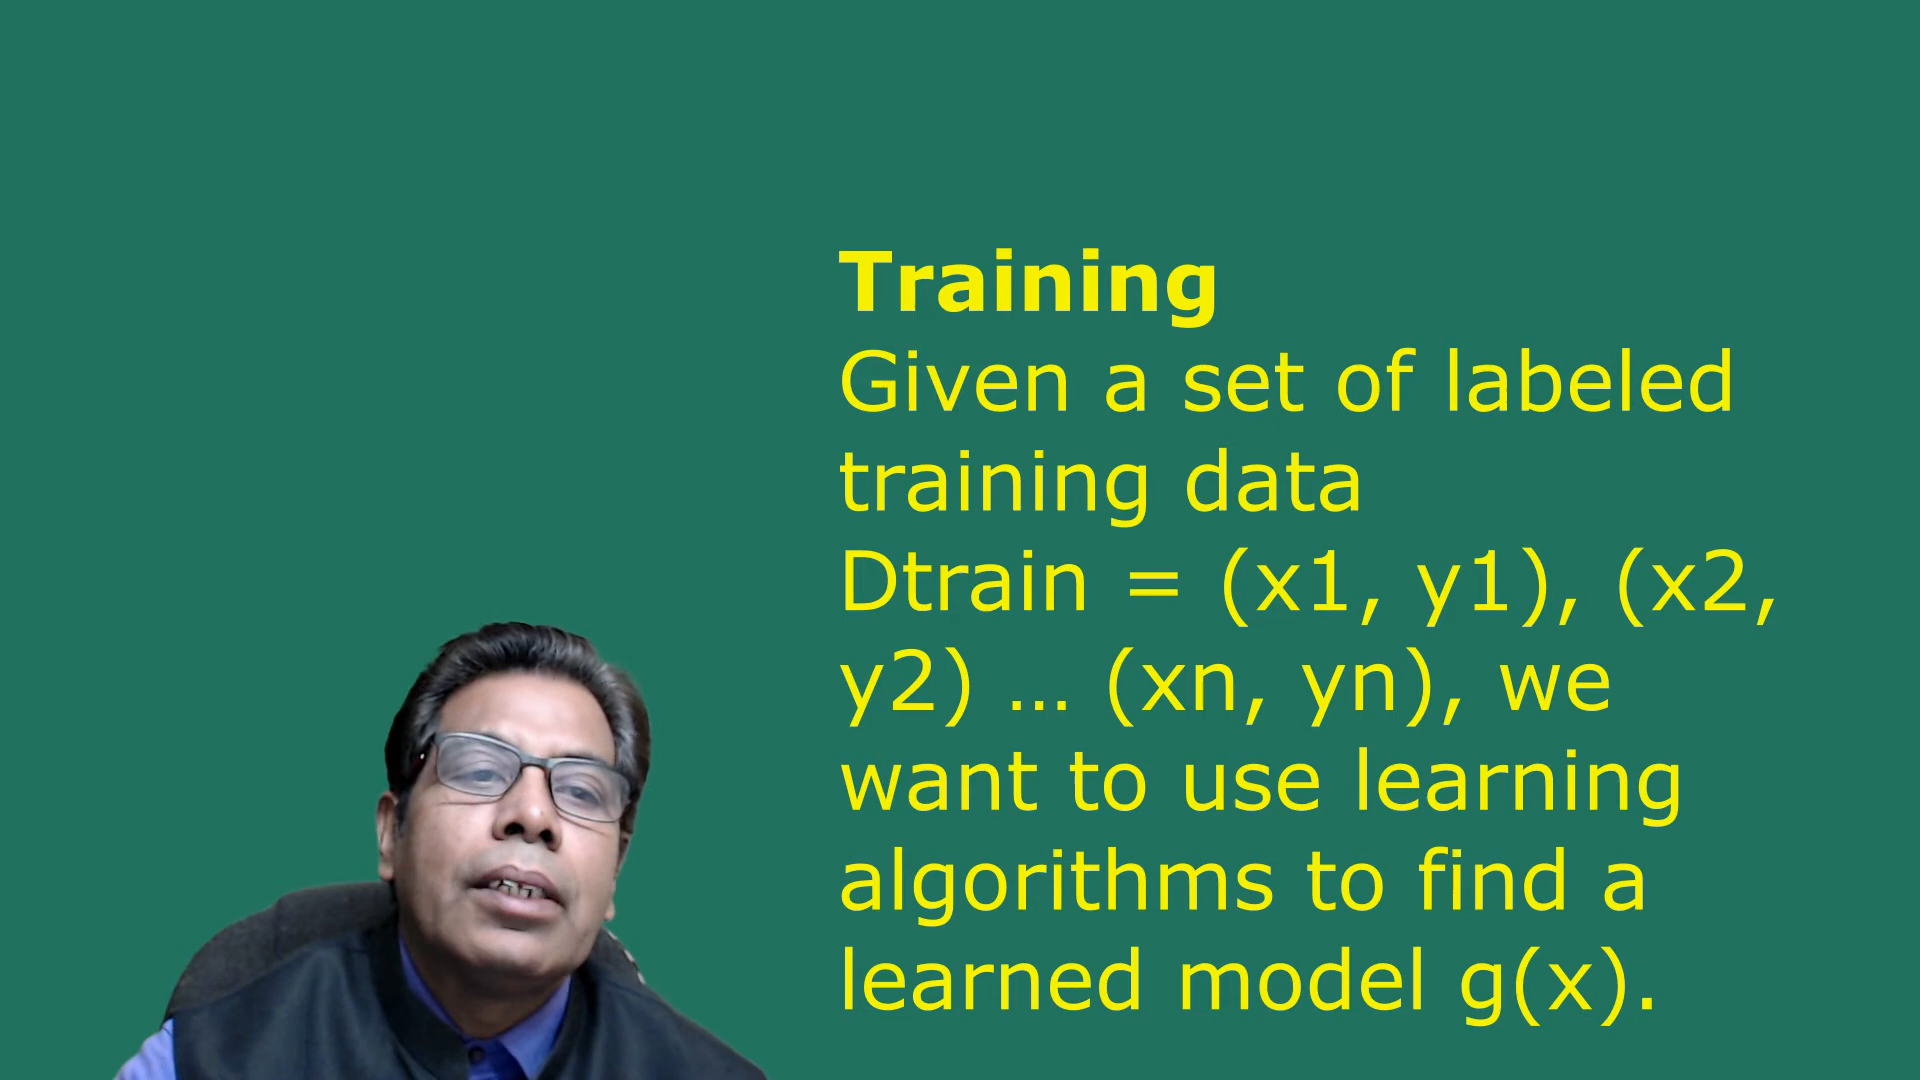 Training
Given a set of labeled
training data
Dtrain = (x1, y1), (x2,
y2) … (xn, yn), we
want to use learning
algorithms to find a
learned model g(x).